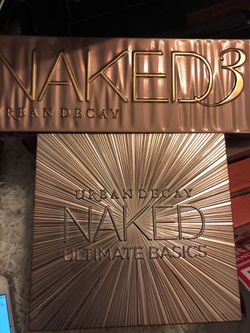 NAKED3
URBAN DECAY
URBAN DECAY
NAKED
ULTIMATE BASICS